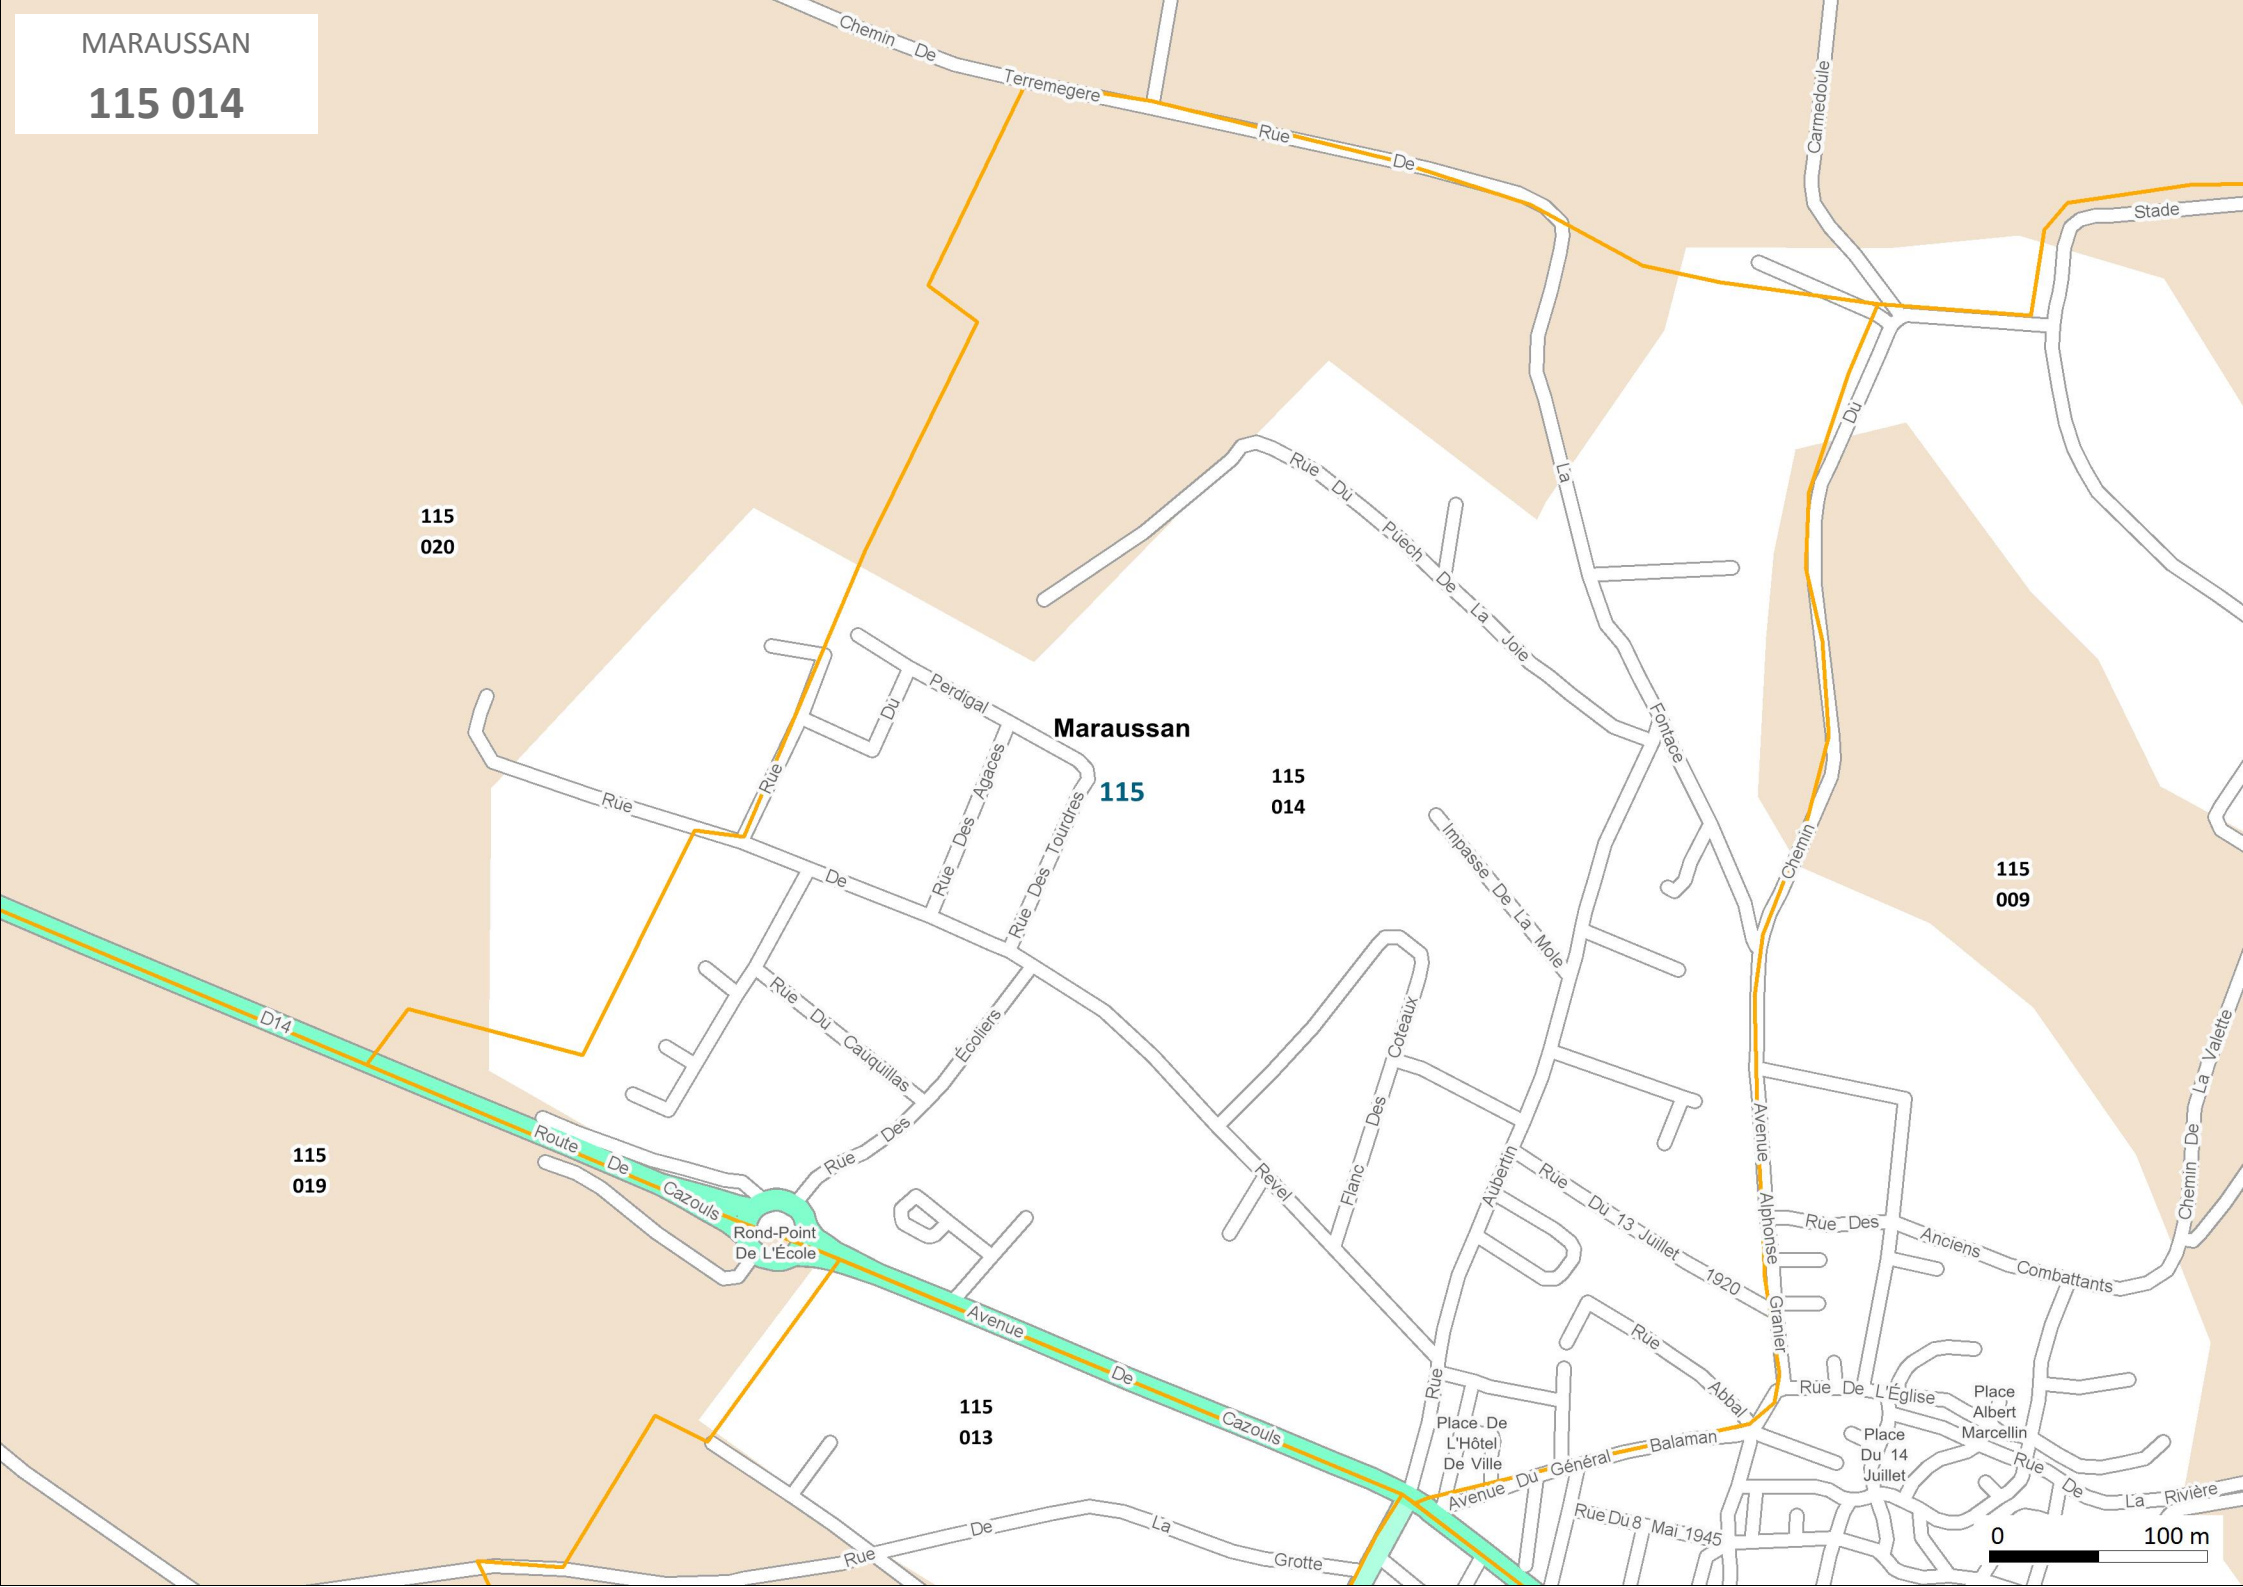 MARAUSSAN
115 014
Chemin De
Terremegere
Rue
De
La
Fontace
Carmedoule
Du
Chemin
Stade
115
020
Rue Du Puech De La Joie
Perdigal
Du
Rue
Maraussan
115
115
014
Rue
De
Revel
Rue Des Agaces
Rue Des Tourdres
Impasse De La Mole
115
009
D14
Rue Du Cauquillas
Rue Des Écoliers
Flanc Des Coteaux
Rue Aubertin
Avenue Alphonse Granier
Chemin De La Valette
115
019
Route De Cazouls
Rond-Point
De L'École
Rue Du 13 Juillet 1920
Rue Des Anciens Combattants
Avenue De Cazouls
Rue Abbal
Rue De L'Église
Place
Albert
Marcellin
115
013
Place De
L'Hôtel
De Ville
Avenue Du Général Balaman
Place
Du 14
Juillet
Rue De La Rivière
Rue Du 8 Mai 1945
Rue De La Grotte
0 100 m